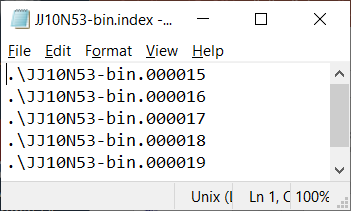 JJ10N53-bin.index -...
File Edit Format View Help
.\JJ10N53-bin.000015
.\JJ10N53-bin.000016
.\JJ10N53-bin.000017
.\JJ10N53-bin.000018
.\JJ10N53-bin.000019
Unix (l Ln 1, C 100%